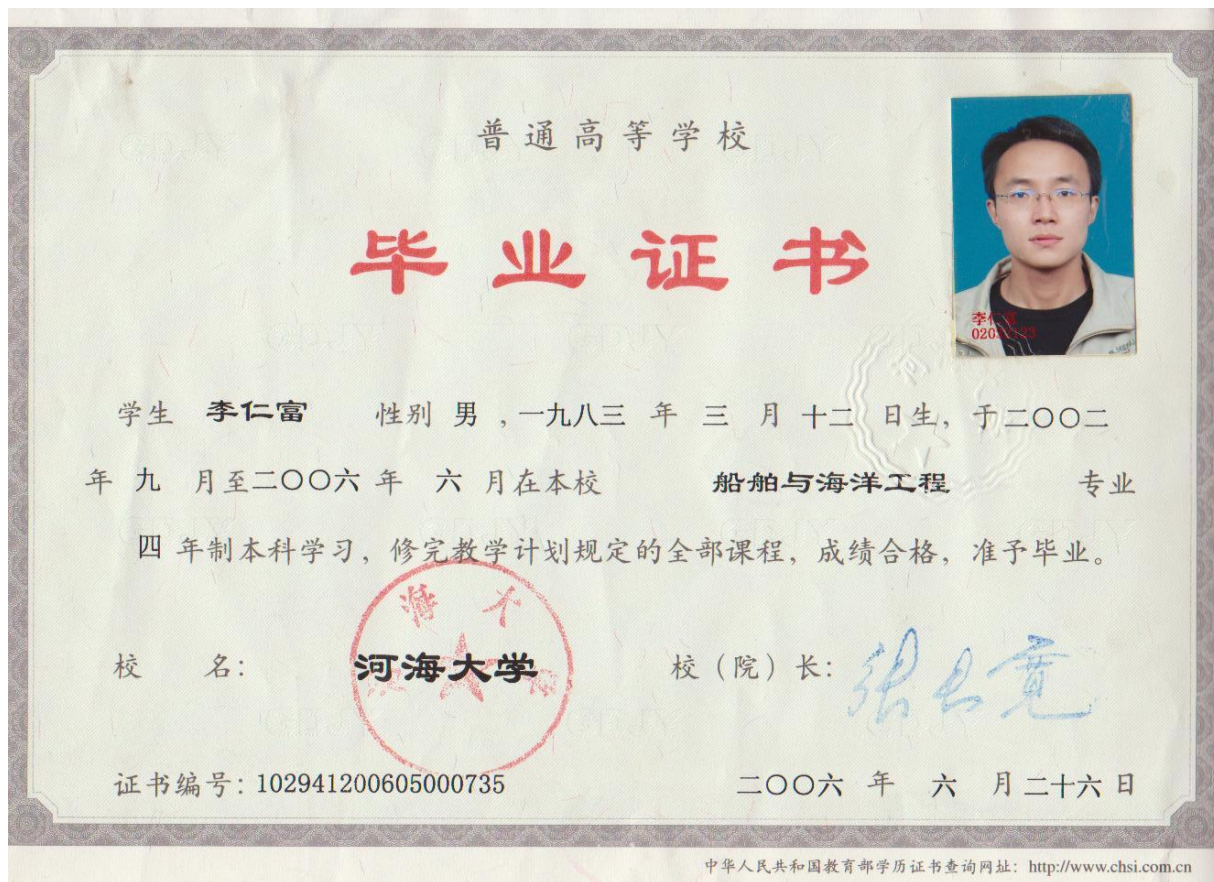 普通高等学校
毕业证书
李仁富
02032123
学生 李仁富 性别 男 ,一九八三 年 三 月 十二 日生, 于二〇〇二
年 九 月至二〇〇六 年 六 月在本校 船舶与海洋工程 专业
四 年制本科学习, 修完教学计划规定的全部课程, 成绩合格, 准予毕业。
校 名: 河海大学 校（院）长: 张长宽
证书编号: 102941200605000735 二〇〇六 年 六 月二十六 日
中华人民共和国教育部学历证书查询网址: http://www.chsi.com.cn